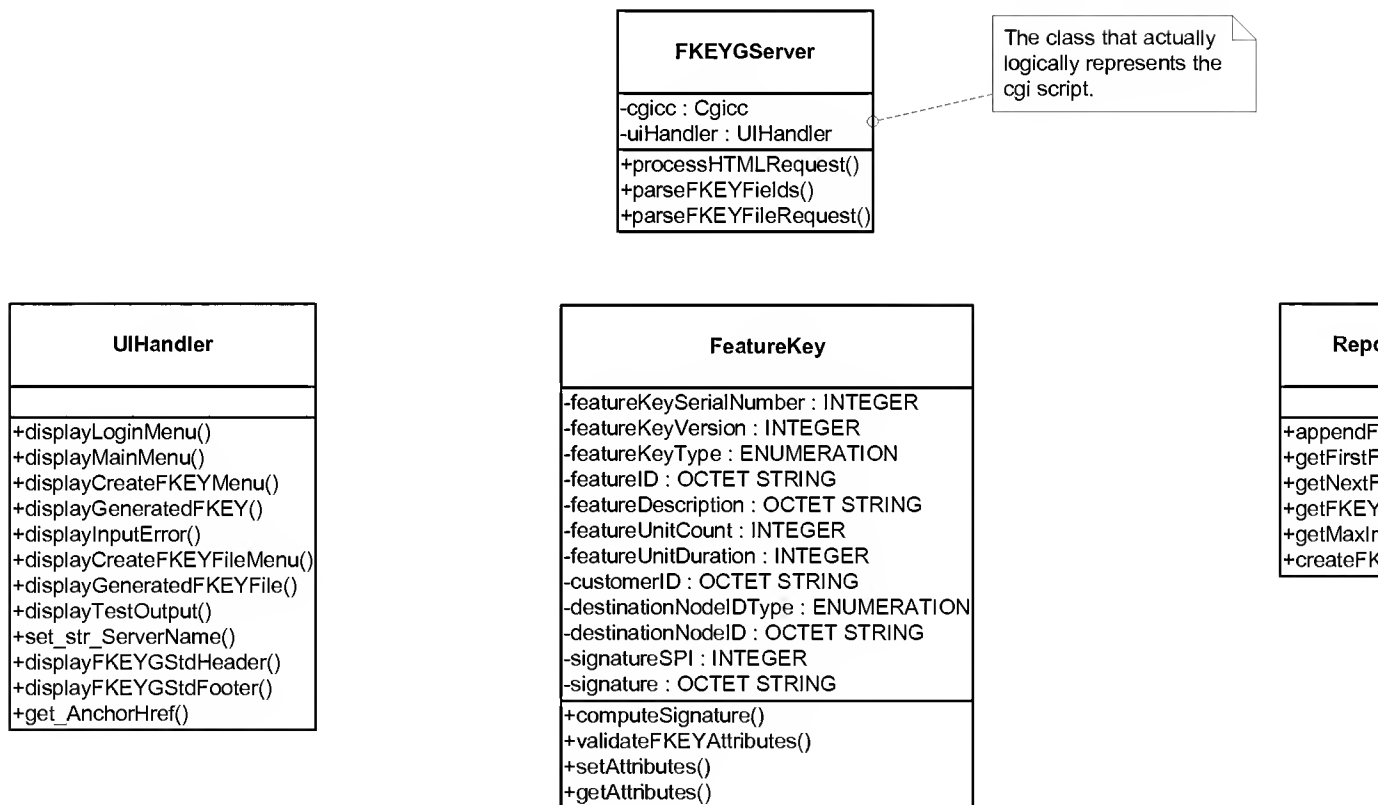 FKEYGServer
-cgicc : Cgicc
-uiHandler : UIHandler
+processHTMLRequest()
+parseFKEYFields()
+parseFKEYFileRequest()
The class that actually
logically represents the
cgi script.
UIHandler
+displayLoginMenu()
+displayMainMenu()
+displayCreateFKEYMenu()
+displayGeneratedFKEY()
+displayInputError()
+displayCreateFKEYFileMenu()
+displayGeneratedFKEYFile()
+displayTestOutput()
+set_str_ServerName()
+displayFKEYGStdHeader()
+displayFKEYGStdFooter()
+get_AnchorHref()
FeatureKey
-featureKeySerialNumber : INTEGER
-featureKeyVersion : INTEGER
-featureKeyType : ENUMERATION
-featureID : OCTET STRING
-featureDescription : OCTET STRING
-featureUnitCount : INTEGER
-featureUnitDuration : INTEGER
-customerID : OCTET STRING
-destinationNodeIDType : ENUMERATION
-destinationNodeID : OCTET STRING
-signatureSPI : INTEGER
-signature : OCTET STRING
+computeSignature()
+validateFKEYAttributes()
+setAttributes()
+getAttributes()